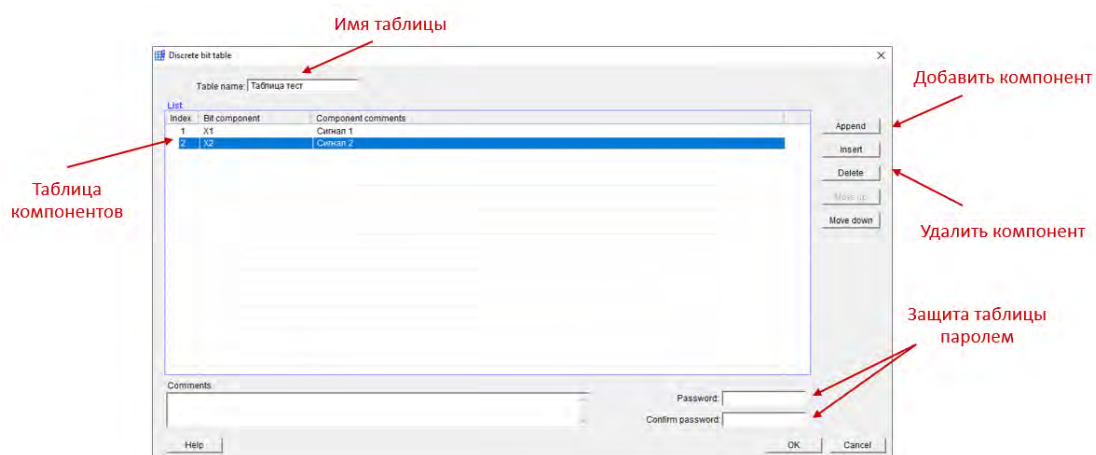 Имя таблицы
Discrete bit table
Добавить компонент
Table name: Таблица тест
List
Index Bit component Component comments
1 X1 Сигнал 1
2 X2 Сигнал 2
Append
Insert
Delete
Move up
Move down
Таблица
компонентов
Удалить компонент
Защита таблицы
паролем
Comments
Password:
Confirm password:
Help
OK
Cancel